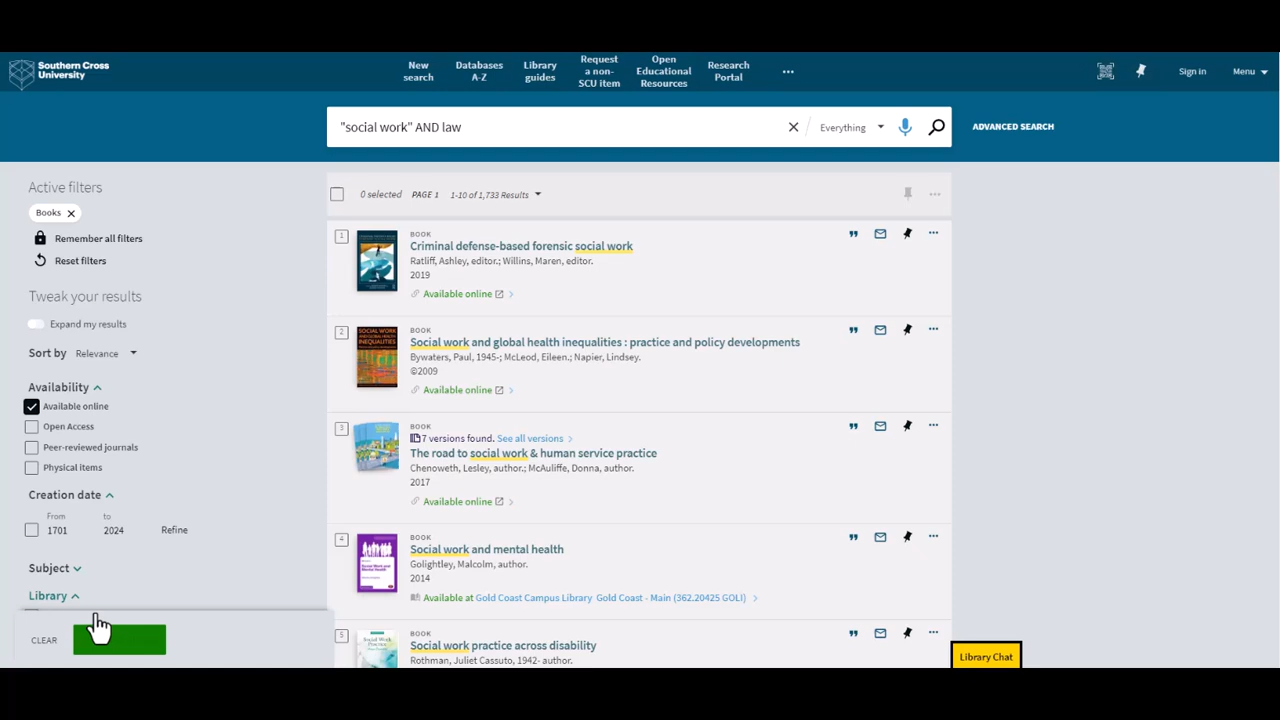 Southern Cross
University
New
search
Databases
A-Z
Library
guides
Request
a non-
SCU item
Open
Educational
Resources
Research
Portal
Sign in
Menu
"social work" AND law
Everything
ADVANCED SEARCH
Active filters
Books
Remember all filters
Reset filters
Tweak your results
Expand my results
Sort by Relevance
Availability
Available online
Open Access
Peer-reviewed journals
Physical items
Creation date
From to
1701 2024 Refine
Subject
Library
CLEAR
0 selected PAGE 1 1-10 of 1,733 Results
1
BOOK
Criminal defense-based forensic social work
Ratliff, Ashley, editor.; Willins, Maren, editor.
2019
Available online
2
SOCIAL WORK
AND GLOBAL HEALTH
INEQUALITIES
BOOK
Social work and global health inequalities : practice and policy developments
Bywaters, Paul, 1945-; McLeod, Eileen.; Napier, Lindsey.
©2009
Available online
3
BOOK
7 versions found. See all versions
The road to social work & human service practice
Chenoweth, Lesley, author.; McAuliffe, Donna, author.
2017
Available online
4
BOOK
Social work and mental health
Golightley, Malcolm, author.
2014
Available at Gold Coast Campus Library Gold Coast - Main (362.20425 GOLI)
5
BOOK
Social work practice across disability
Rothman, Juliet Cassuto, 1942- author.
Library Chat